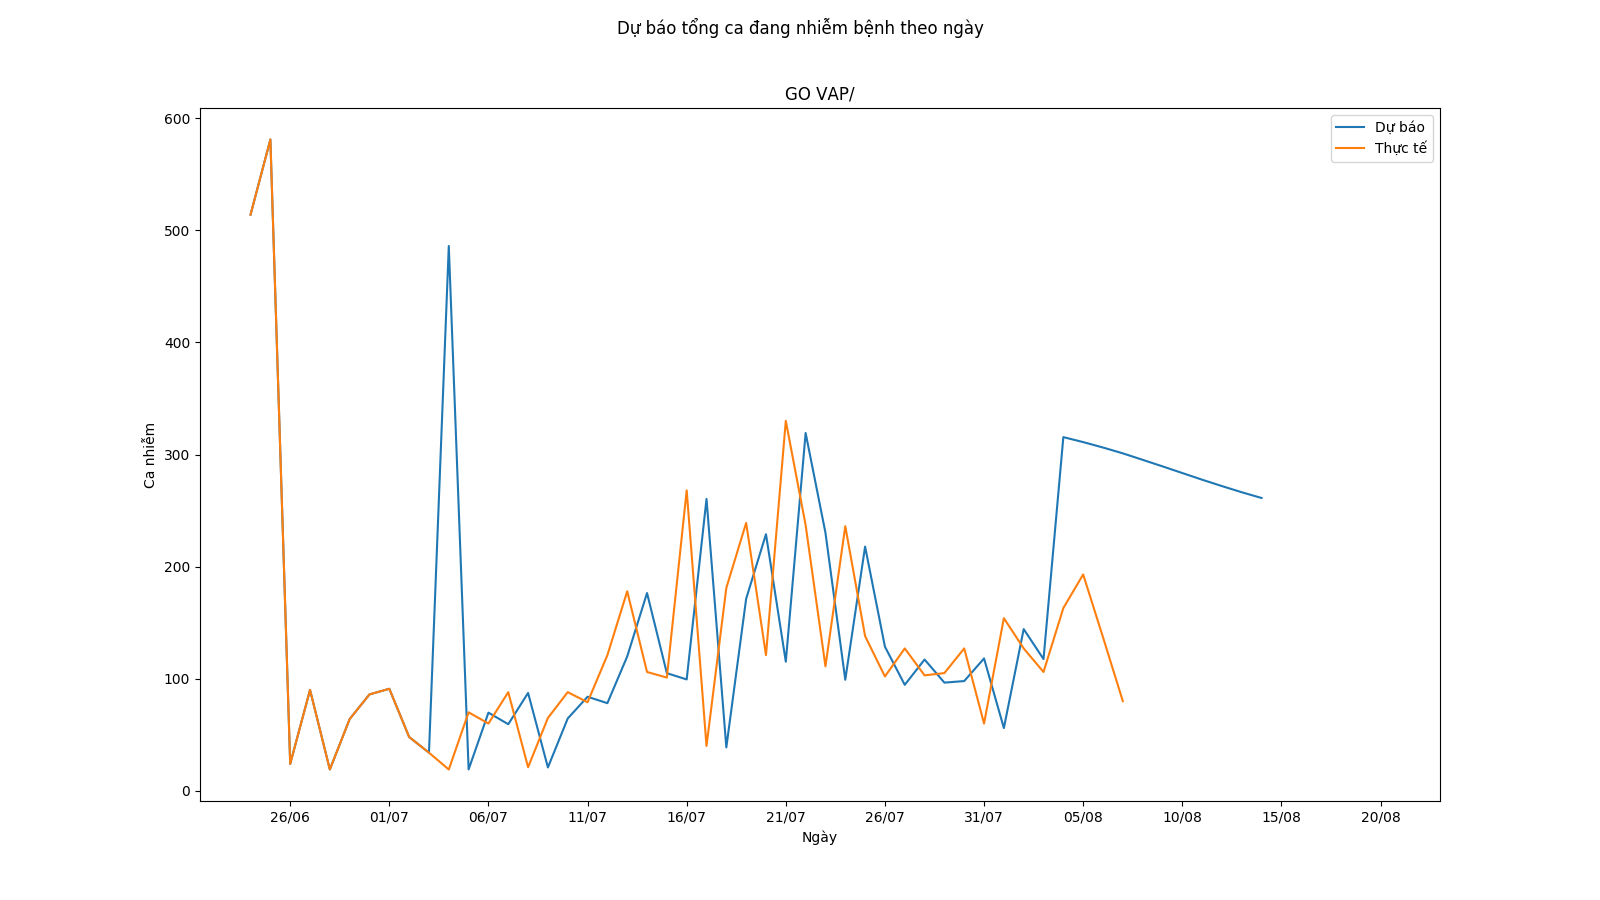 Dự báo tổng ca đang nhiễm bệnh theo ngày
GO VAP/
Dự báo
Thực tế
600
500
400
300
200
100
0
Ca nhiễm
26/06 01/07 06/07 11/07 16/07 21/07 26/07 31/07 05/08 10/08 15/08 20/08
Ngày